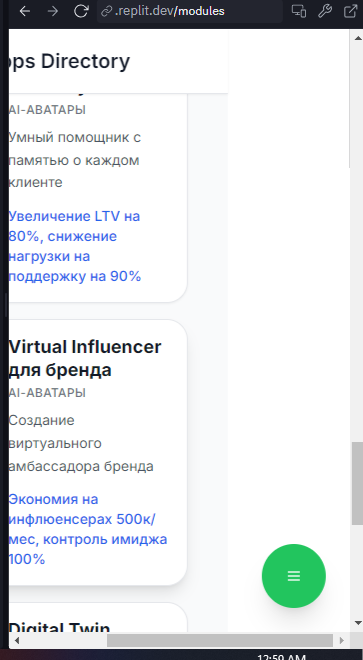 .replit.dev/modules
ops Directory
AI-АВАТАРЫ
Умный помощник с
памятью о каждом
клиенте
Увеличение LTV на
80%, снижение
нагрузки на
поддержку на 90%
Virtual Influencer
для бренда
AI-АВАТАРЫ
Создание
виртуального
амбассадора бренда
Экономия на
инфлюенсерах 500к/
мес, контроль имиджа
100%
Digital Twin
12:59 AM